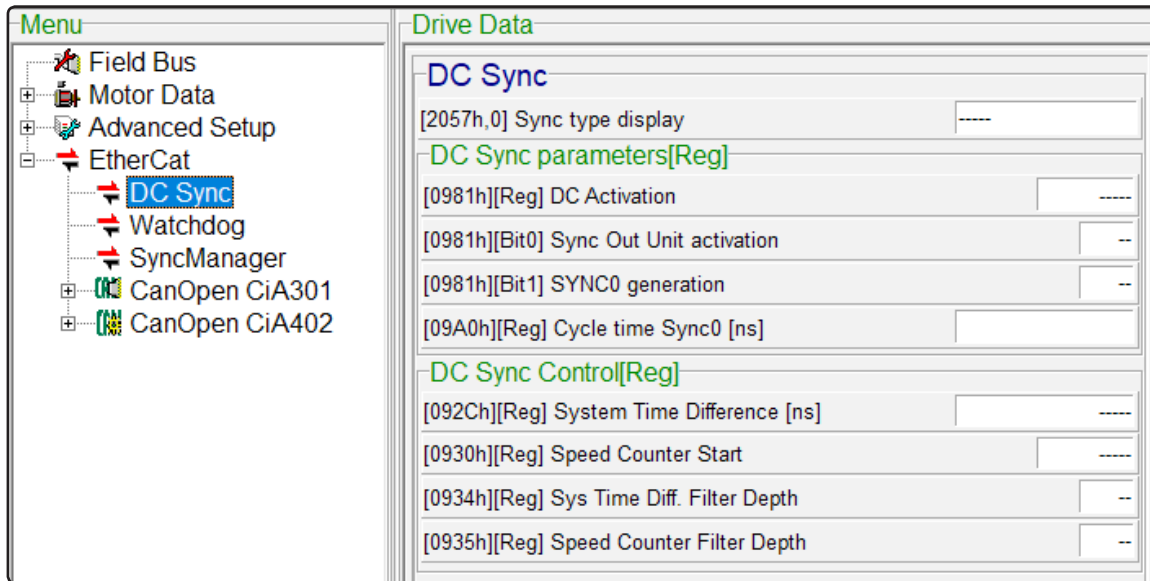 Menu
Field Bus
Motor Data
Advanced Setup
EtherCat
DC Sync
Watchdog
SyncManager
CanOpen CiA301
CanOpen CiA402
Drive Data
DC Sync
[2057h,0] Sync type display -----
DC Sync parameters[Reg]
[0981h][Reg] DC Activation -----
[0981h][Bit0] Sync Out Unit activation --
[0981h][Bit1] SYNC0 generation --
[09A0h][Reg] Cycle time Sync0 [ns]
DC Sync Control[Reg]
[092Ch][Reg] System Time Difference [ns] -----
[0930h][Reg] Speed Counter Start -----
[0934h][Reg] Sys Time Diff. Filter Depth --
[0935h][Reg] Speed Counter Filter Depth --